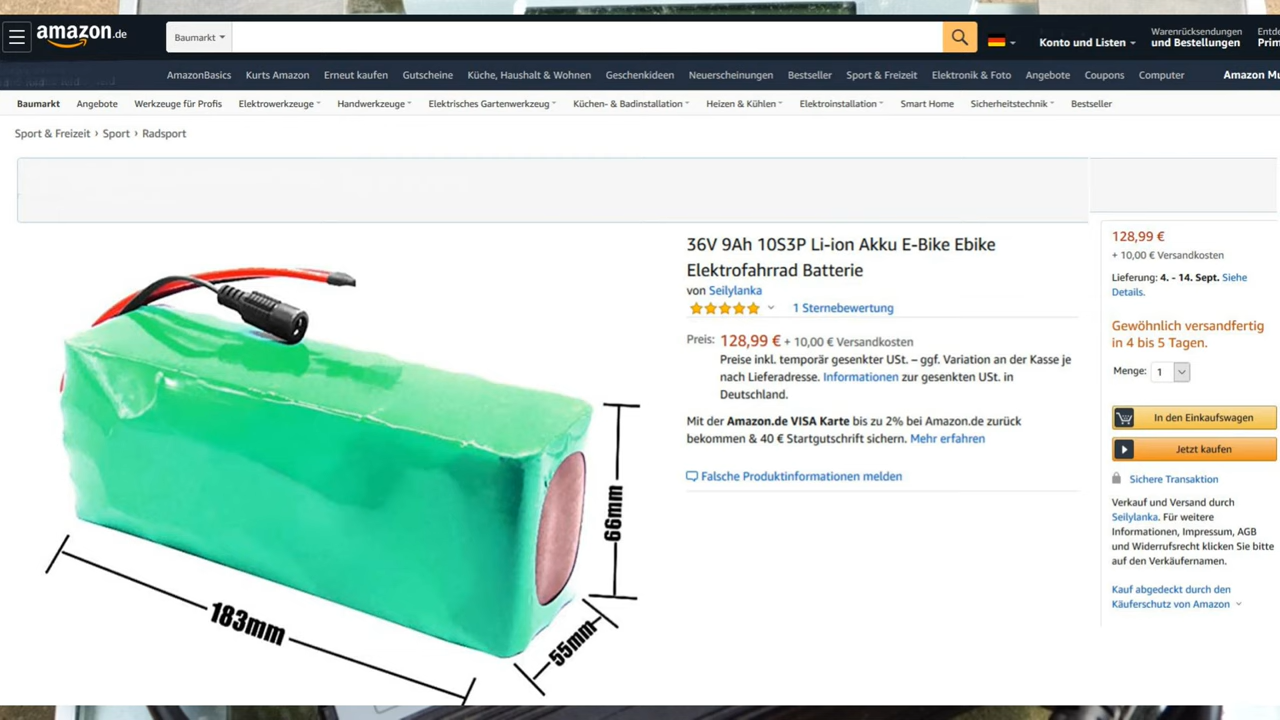 amazon.de
Baumarkt
Konto und Listen
Warenrücksendungen
und Bestellungen
AmazonBasics Kurts Amazon Erneut kaufen Gutscheine Küche, Haushalt & Wohnen Geschenkideen Neuerscheinungen Bestseller Sport & Freizeit Elektronik & Foto Angebote Coupons Computer
Baumarkt Angebote Werkzeuge für Profis Elektrowerkzeuge Handwerkzeuge Elektrisches Gartenwerkzeug Küchen- & Badinstallation Heizen & Kühlen Elektroinstallation Smart Home Sicherheitstechnik Bestseller
Sport & Freizeit › Sport › Radsport
36V 9Ah 10S3P Li-ion Akku E-Bike Ebike
Elektrofahrrad Batterie
von Seilylanka
1 Sternebewertung
Preis: 128,99 € + 10,00 € Versandkosten
Preise inkl. temporär gesenkter USt. – ggf. Variation an der Kasse je
nach Lieferadresse. Informationen zur gesenkten USt. in
Deutschland.
Mit der Amazon.de VISA Karte bis zu 2% bei Amazon.de zurück
bekommen & 40 € Startgutschrift sichern. Mehr erfahren
Falsche Produktinformationen melden
128,99 €
+ 10,00 € Versandkosten
Lieferung: 4. - 14. Sept. Siehe
Details.
Gewöhnlich versandfertig
in 4 bis 5 Tagen.
Menge: 1
In den Einkaufswagen
Jetzt kaufen
Sichere Transaktion
Verkauf und Versand durch
Seilylanka. Für weitere
Informationen, Impressum, AGB
und Widerrufsrecht klicken Sie bitte
auf den Verkäufernamen.
Kauf abgedeckt durch den
Käuferschutz von Amazon
66mm
183mm
55mm